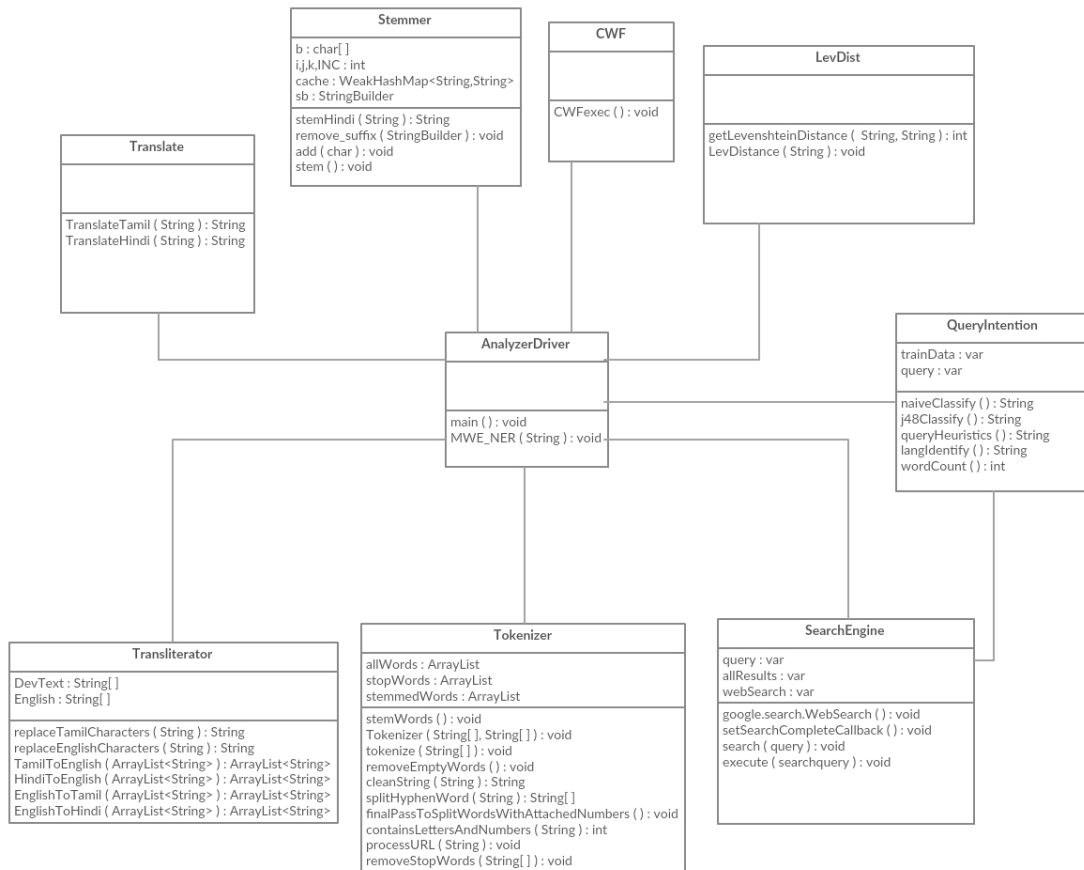 Stemmer
b : char[ ]
i,j,k,INC : int
cache : WeakHashMap<String,String>
sb : StringBuilder
stemHindi ( String ) : String
remove_suffix ( StringBuilder ) : void
add ( char ) : void
stem ( ) : void
CWF
CWFexec ( ) : void
LevDist
getLevenshteinDistance ( String, String ) : int
LevDistance ( String ) : void
Translate
TranslateTamil ( String ) : String
TranslateHindi ( String ) : String
AnalyzerDriver
main ( ) : void
MWE_NER ( String ) : void
QueryIntention
trainData : var
query : var
naiveClassify ( ) : String
j48Classify ( ) : String
queryHeuristics ( ) : String
langIdentify ( ) : String
wordCount ( ) : int
Transliterator
DevText : String[ ]
English : String[ ]
replaceTamilCharacters ( String ) : String
replaceEnglishCharacters ( String ) : String
TamilToEnglish ( ArrayList<String> ) : ArrayList<String>
HindiToEnglish ( ArrayList<String> ) : ArrayList<String>
EnglishToTamil ( ArrayList<String> ) : ArrayList<String>
EnglishToHindi ( ArrayList<String> ) : ArrayList<String>
Tokenizer
allWords : ArrayList
stopWords : ArrayList
stemmedWords : ArrayList
stemWords ( ) : void
Tokenizer ( String[ ], String[ ] ) : void
tokenize ( String[ ] ) : void
removeEmptyWords ( ) : void
cleanString ( String ) : String
splitHyphenWord ( String ) : String[ ]
finalPassToSplitWordsWithAttachedNumbers ( ) : void
containsLettersAndNumbers ( String ) : int
processURL ( String ) : void
removeStopWords ( String[ ] ) : void
SearchEngine
query : var
allResults : var
webSearch : var
google.search.WebSearch ( ) : void
setSearchCompleteCallback ( ) : void
search ( query ) : void
execute ( searchquery ) : void